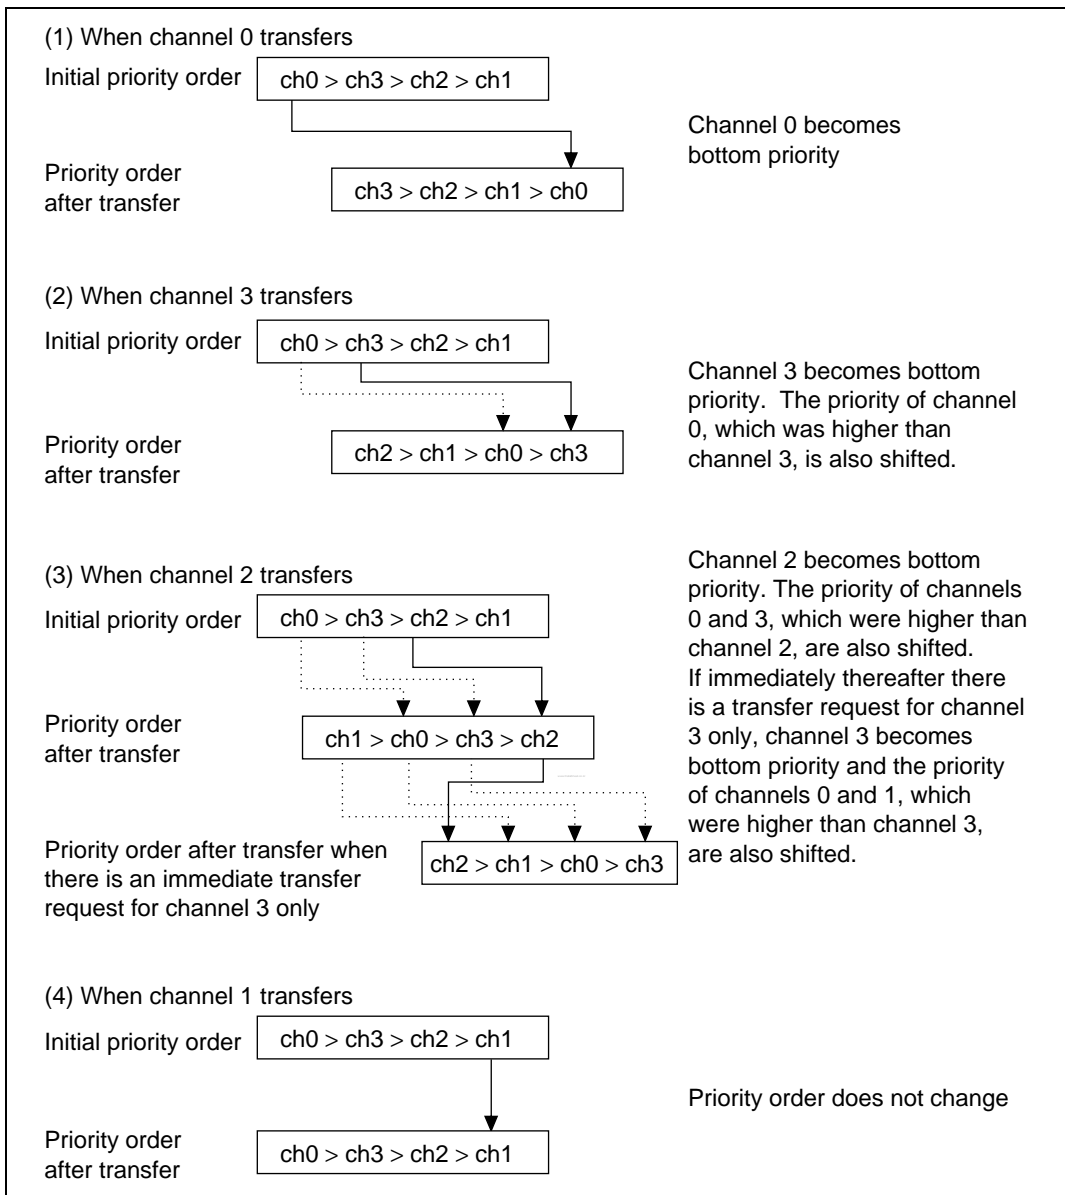 (1) When channel 0 transfers
Initial priority order
ch0 > ch3 > ch2 > ch1
Channel 0 becomes
bottom priority
Priority order
after transfer
ch3 > ch2 > ch1 > ch0
(2) When channel 3 transfers
Initial priority order
ch0 > ch3 > ch2 > ch1
Channel 3 becomes bottom
priority. The priority of channel
0, which was higher than
channel 3, is also shifted.
Priority order
after transfer
ch2 > ch1 > ch0 > ch3
(3) When channel 2 transfers
Initial priority order
ch0 > ch3 > ch2 > ch1
Channel 2 becomes bottom
priority. The priority of channels
0 and 3, which were higher than
channel 2, are also shifted.
If immediately thereafter there
is a transfer request for channel
3 only, channel 3 becomes
bottom priority and the priority
of channels 0 and 1, which
were higher than channel 3,
are also shifted.
Priority order
after transfer
ch1 > ch0 > ch3 > ch2
Priority order after transfer when
there is an immediate transfer
request for channel 3 only
ch2 > ch1 > ch0 > ch3
(4) When channel 1 transfers
Initial priority order
ch0 > ch3 > ch2 > ch1
Priority order does not change
Priority order
after transfer
ch0 > ch3 > ch2 > ch1